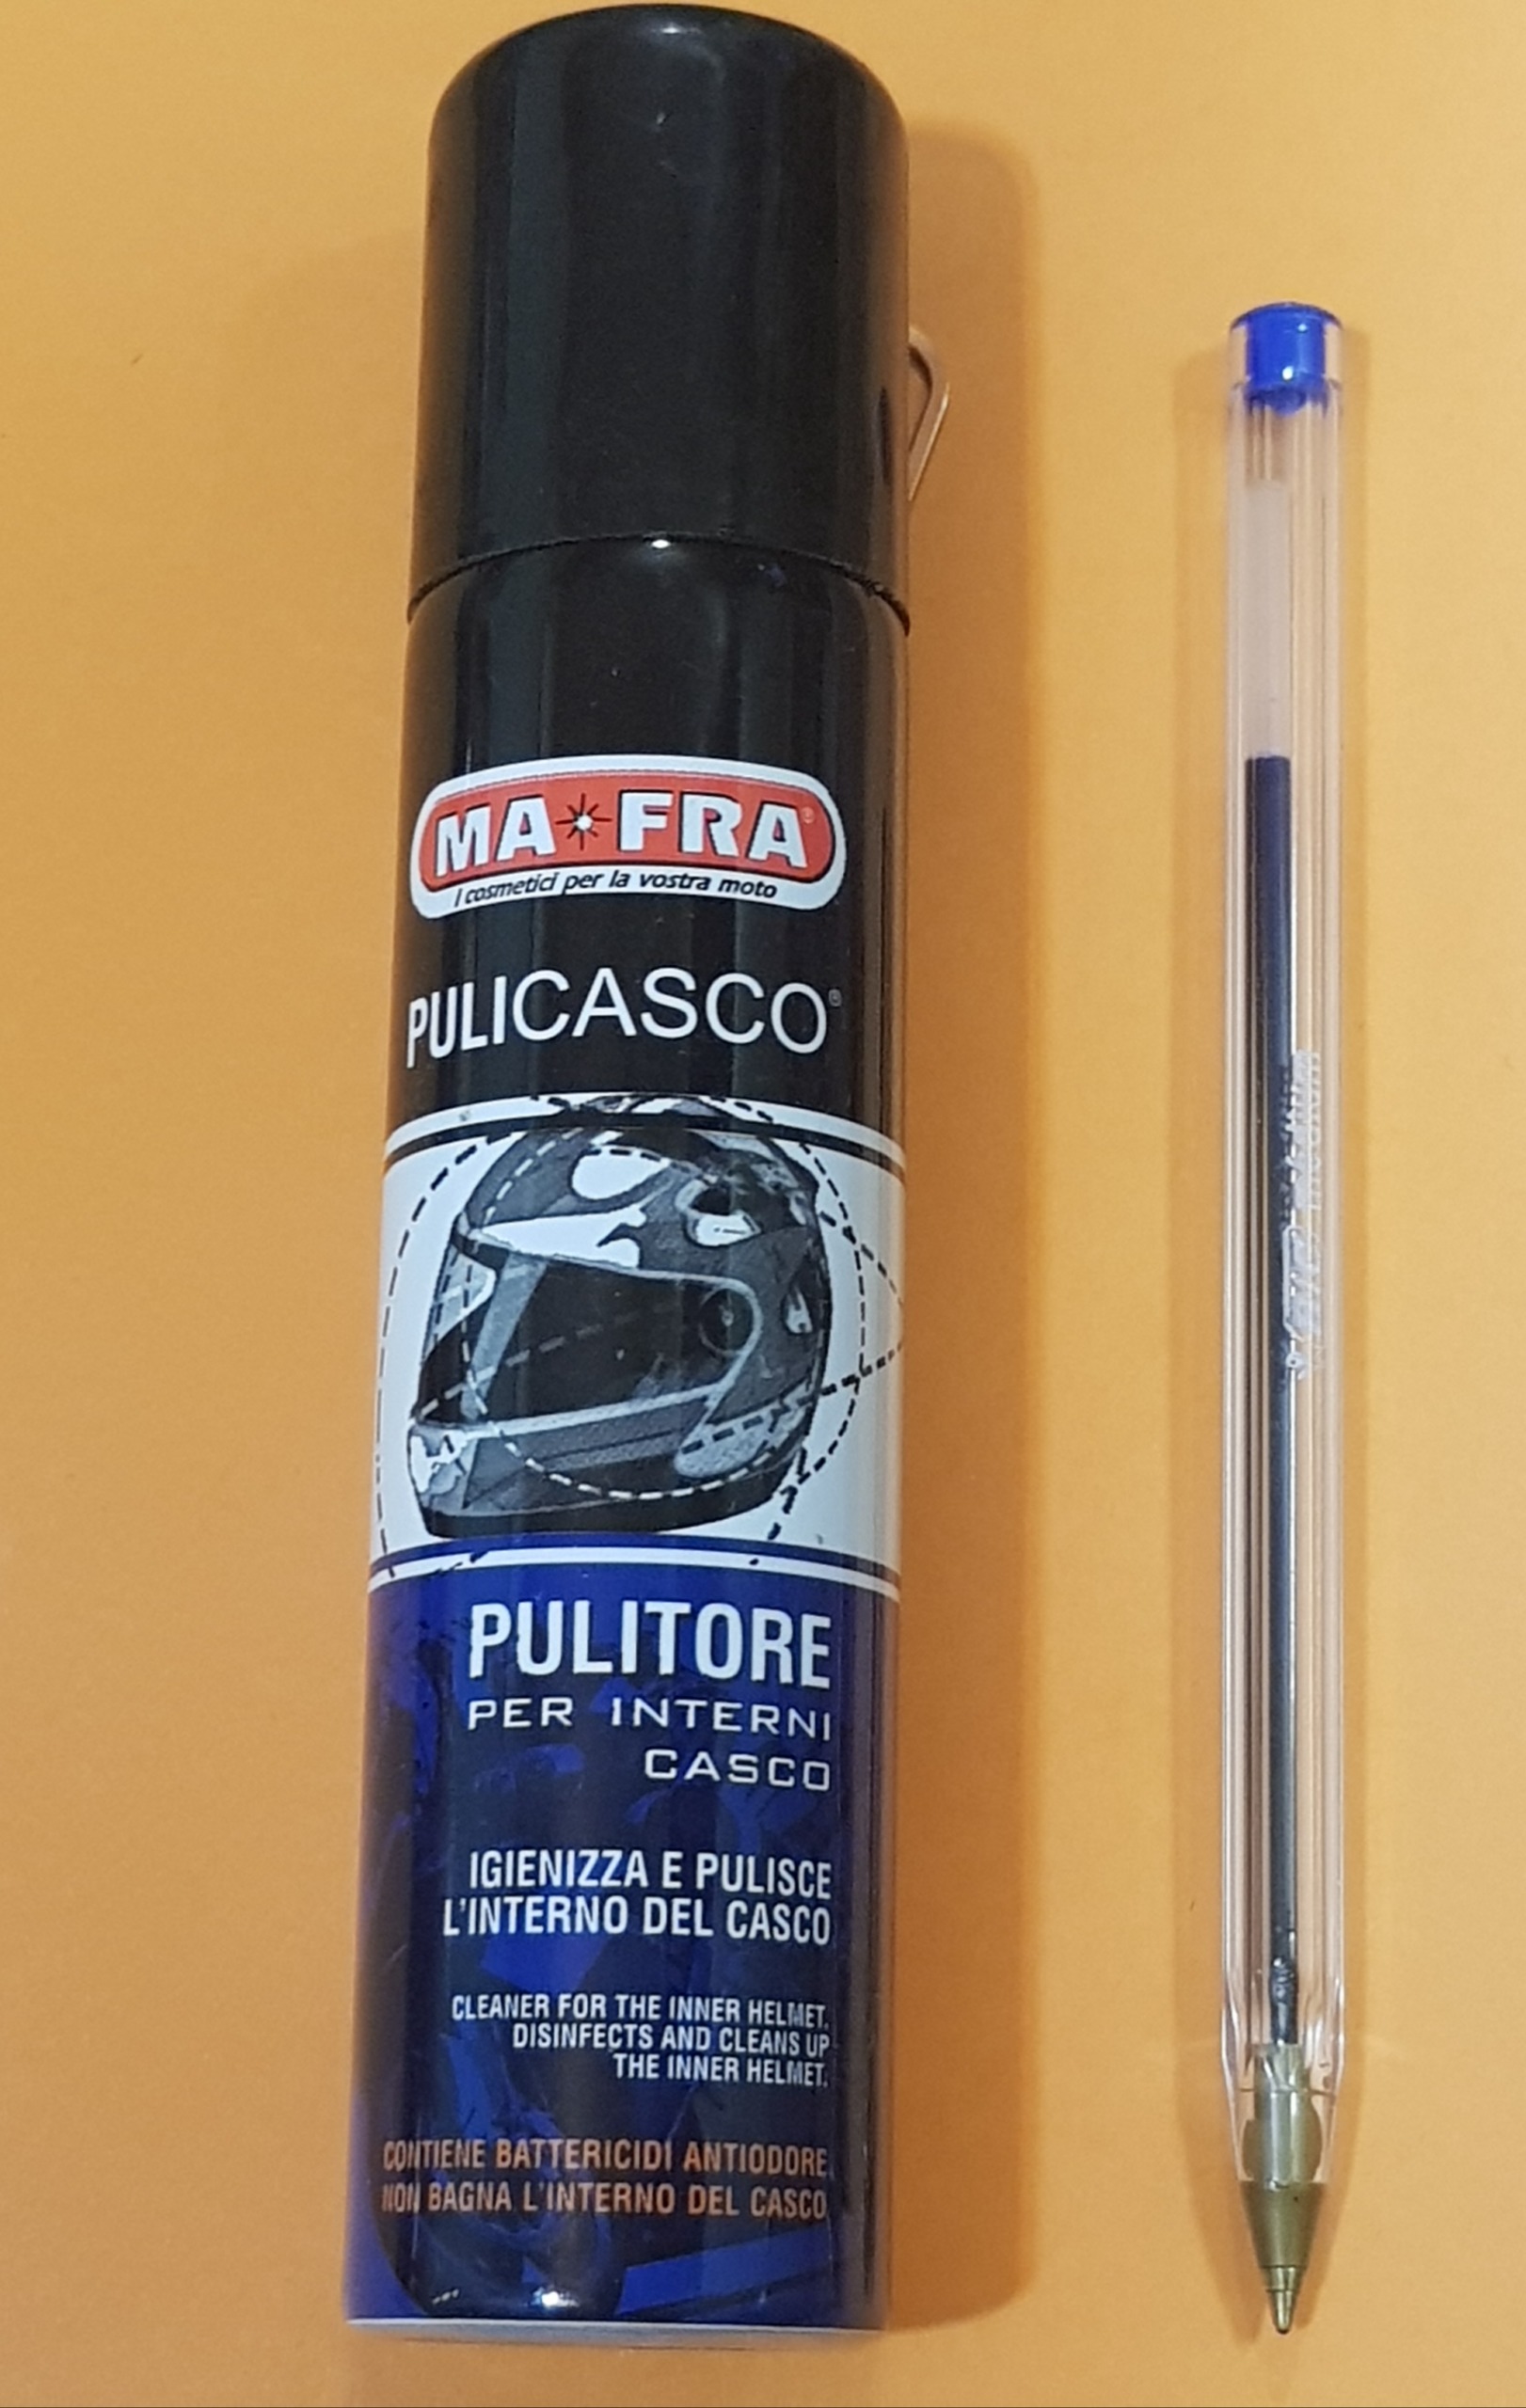 MA FRA®
I cosmetici per la vostra moto
PULICASCO®
PULITORE
PER INTERNI
CASCO
IGIENIZZA E PULISCE
L'INTERNO DEL CASCO
CLEANER FOR THE INNER HELMET.
DISINFECTS AND CLEANS UP
THE INNER HELMET.
CONTIENE BATTERICIDI ANTIODORE
NON BAGNA L'INTERNO DEL CASCO